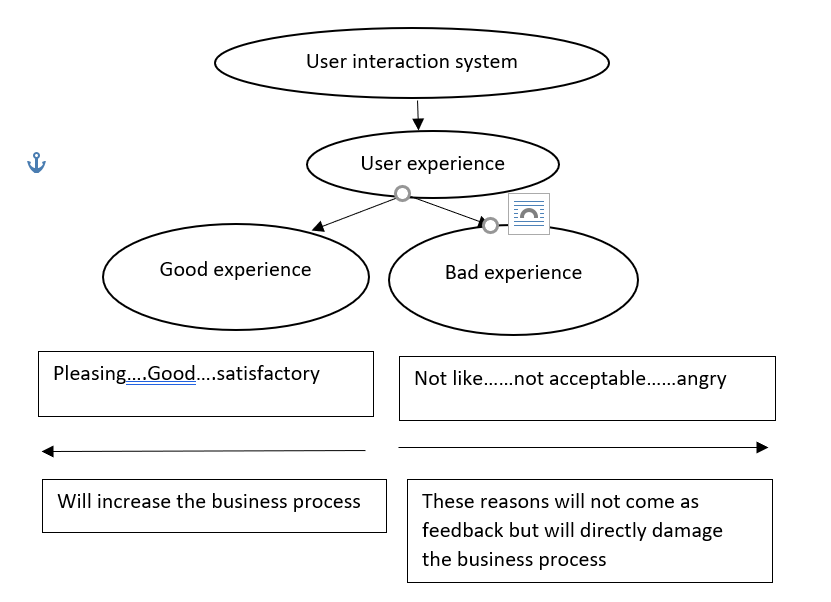 User interaction system
User experience
Good experience
Bad experience
Pleasing....Good....satisfactory
Not like......not acceptable......angry
Will increase the business process
These reasons will not come as
feedback but will directly damage
the business process